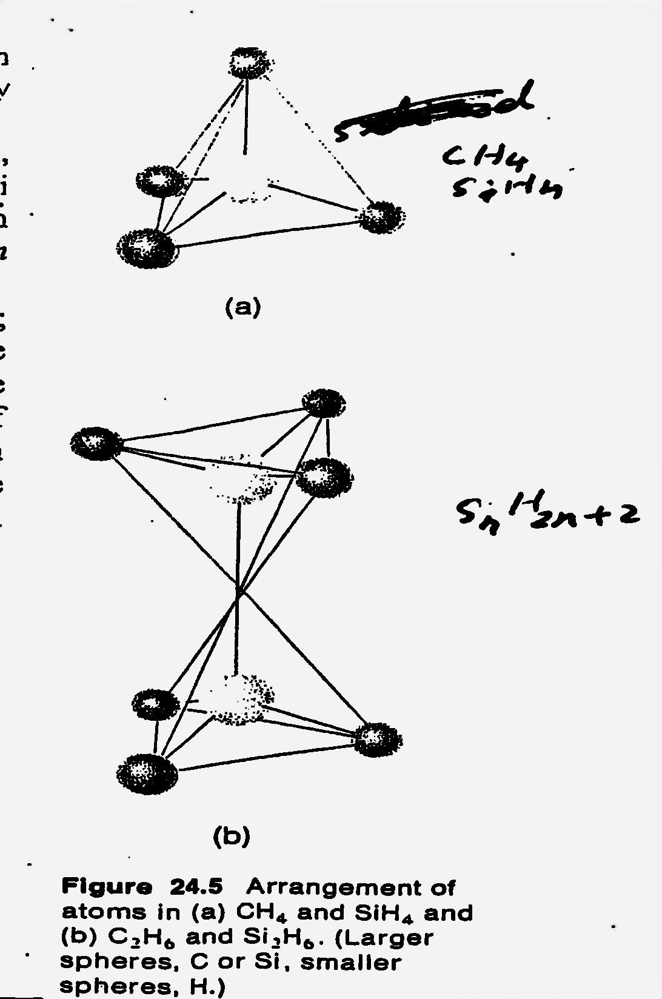 CH4
SiH4
(a)
SnH2n+2
(b)
Figure 24.5 Arrangement of
atoms in (a) CH₄ and SiH₄ and
(b) C₂H₆ and Si₂H₆. (Larger
spheres, C or Si, smaller
spheres, H.)